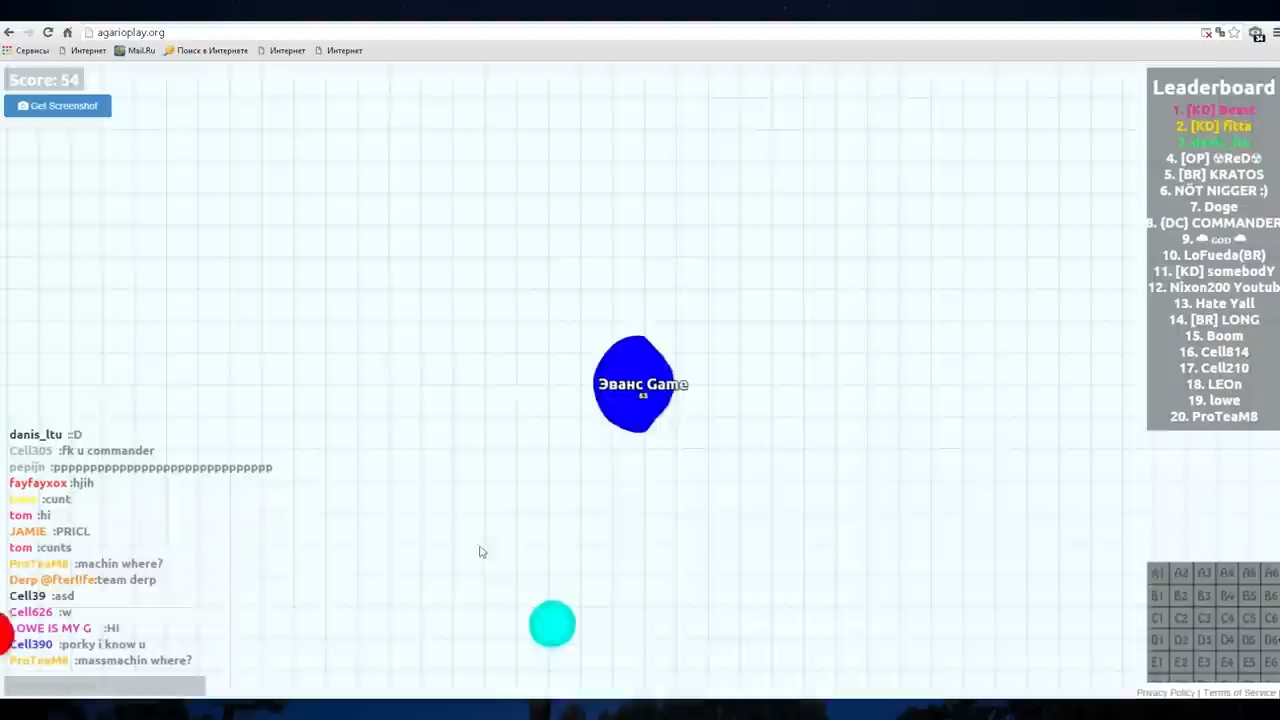 agarioplay.org
Сервисы Интернет Mail.Ru Поиск в Интернете Интернет Интернет
Score: 54
Get Screenshot
Leaderboard
1. [KD] Beast
2. [KD] fitta
3. danis_ltu
4. [OP] ☢ReD☢
5. [BR] KRATOS
6. NÖT NIGGER :)
7. Doge
8. (DC) COMMANDER
9. ☁ GOD ☁
10. LoFueda(BR)
11. [KD] somebodY
12. Nixon200 Youtub
13. Hate Yall
14. [BR] LONG
15. Boom
16. Cell814
17. Cell210
18. LEOn
19. lowe
20. ProTeaM8
Эванс Game
63
danis_ltu ::D
Cell305 :fk u commander
pepijn :pppppppppppppppppppppppppppppp
fayfayxox :hjih
:cunt
tom :hi
JAMIE :PRICL
tom :cunts
ProTeaM8 :machin where?
Derp @fterlIfe:team derp
Cell39 :asd
Cell626 :w
LOWE IS MY G :HI
Cell390 :porky i know u
ProTeaM8 :massmachin where?
A1 A2 A3 A4 A5 A6
B1 B2 B3 B4 B5 B6
C1 C2 C3 C4 C5 C6
D1 D2 D3 D4 D5 D6
E1 E2 E3 E4 E5 E6
Privacy Policy | Terms of Service |